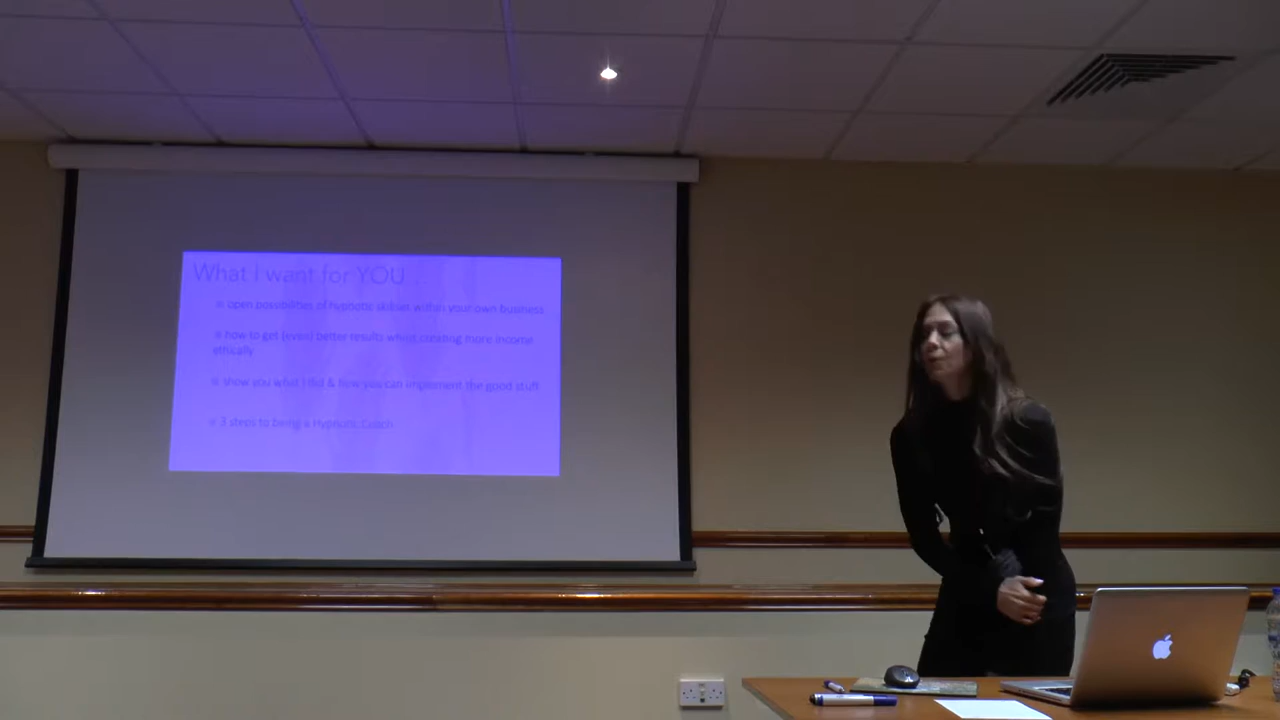 What I want for YOU ...
open possibilities of hypnotic skillset within your own business
how to get (even) better results whilst creating more income
ethically
show you what I did & how you can implement the good stuff
3 steps to being a Hypnotic Coach